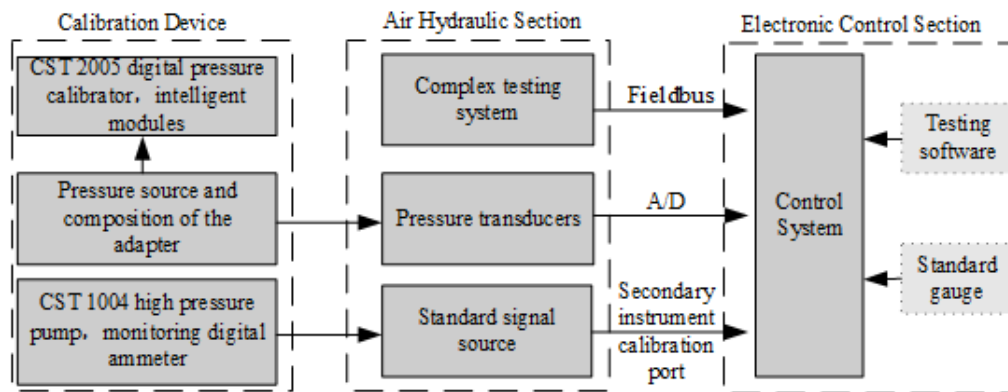 Calibration Device
Air Hydraulic Section
Electronic Control Section
CST 2005 digital pressure
calibrator，intelligent
modules
Complex testing
system
Fieldbus
Testing
software
Pressure source and
composition of the
adapter
Pressure transducers
A/D
Control
System
CST 1004 high pressure
pump，monitoring digital
ammeter
Standard signal
source
Secondary
instrument
calibration
port
Standard
gauge